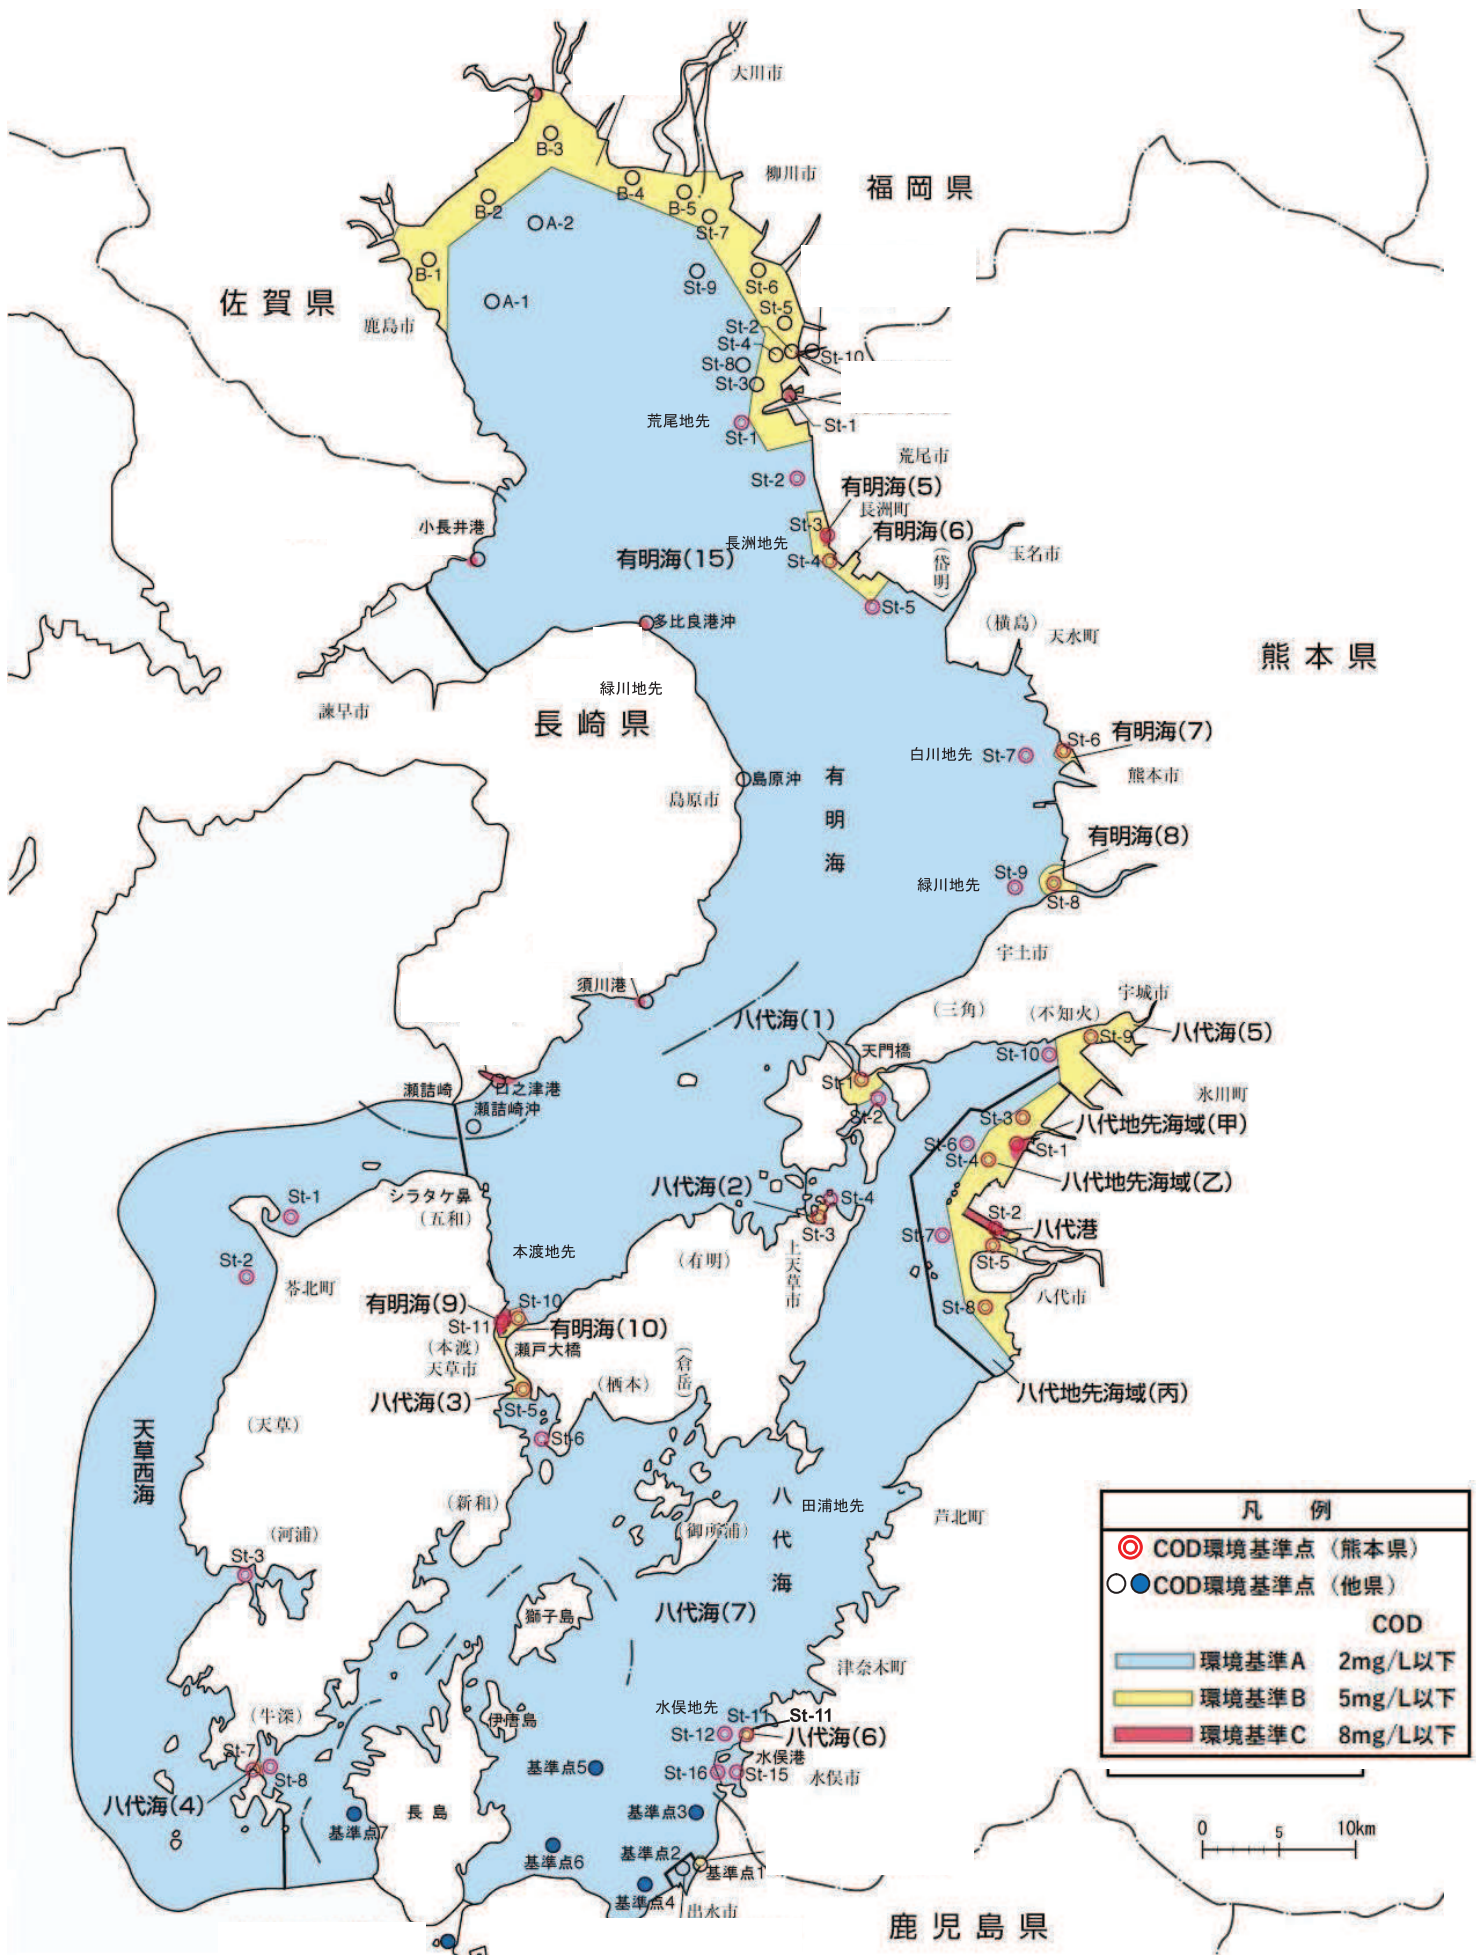 大川市
柳川市
福岡県
B-3
B-4
B-5
B-2
A-2
St-7
B-1
St-9
St-6
A-1
佐賀県
鹿島市
St-5
St-2
St-4
St-10
St-8
St-3
荒尾地先
St-1
St-1
荒尾市
St-2
有明海(5)
長洲町
小長井港
St-3
有明海(6)
長洲地先
有明海(15)
St-4
(岱明)
玉名市
St-5
多比良港沖
(横島)
天水町
熊本県
緑川地先
諫早市
長崎県
St-6
有明海(7)
白川地先
St-7
島原沖
有明海
熊本市
島原市
有明海(8)
緑川地先
St-9
St-8
宇土市
須川港
宇城市
(三角)
(不知火)
八代海(1)
八代海(5)
天門橋
St-10
St-9
St-1
瀬詰崎
口之津港
瀬詰崎沖
St-2
氷川町
St-3
八代地先海域(甲)
St-6
St-1
St-4
八代海(2)
八代地先海域(乙)
St-1
シラタケ鼻
(五和)
St-4
St-3
St-2
八代港
St-7
本渡地先
(有明)
上天草市
St-2
St-5
苓北町
八代市
有明海(9)
St-10
St-8
St-11
有明海(10)
(本渡)
瀬戸大橋
天草市
(倉岳)
(栖本)
八代地先海域(丙)
八代海(3)
St-5
(天草)
St-6
天草西海
(新和)
八代海
田浦地先
芦北町
(御所浦)
(河浦)
St-3
獅子島
八代海(7)
津奈木町
(牛深)
伊唐島
水俣地先
St-11
St-11
St-12
八代海(6)
St-7
St-8
基準点5
水俣港
St-16
St-15
水俣市
八代海(4)
長島
基準点3
基準点7
基準点6
基準点2
基準点1
基準点4
出水市
鹿児島県
凡例
COD環境基準点(熊本県)
COD環境基準点(他県)
COD
環境基準A 2mg/L以下
環境基準B 5mg/L以下
環境基準C 8mg/L以下
0 5 10km